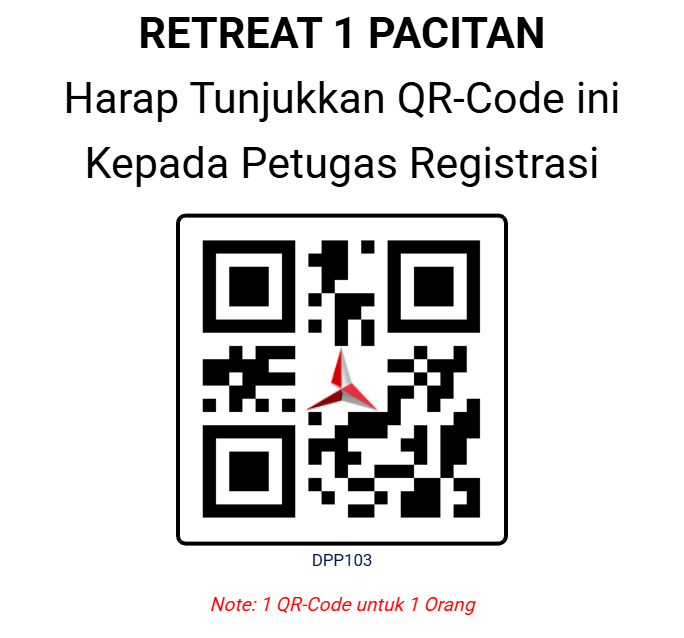 RETREAT 1 PACITAN
Harap Tunjukkan QR-Code ini
Kepada Petugas Registrasi
DPP103
Note: 1 QR-Code untuk 1 Orang